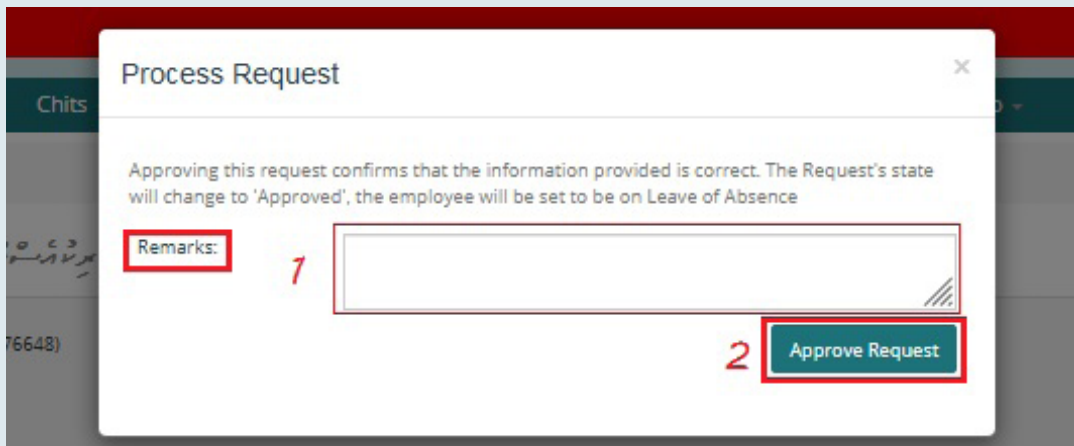 Process Request
×
Chits
Approving this request confirms that the information provided is correct. The Request's state
will change to 'Approved', the employee will be set to be on Leave of Absence
Remarks:
1
76648)
2
Approve Request